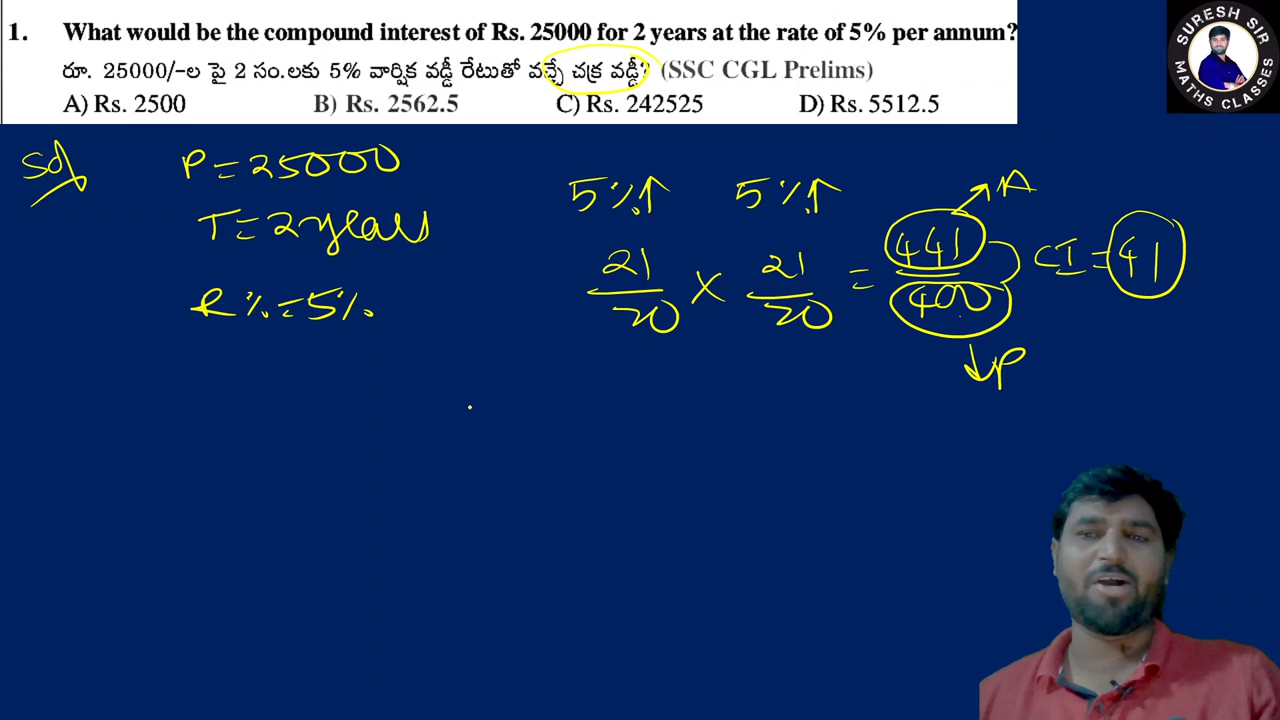 1. What would be the compound interest of Rs. 25000 for 2 years at the rate of 5% per annum?
రూ. 25000/-ల పై 2 సం.లకు 5% వార్షిక వడ్డీ రేటుతో వచ్చే చక్ర వడ్డీ? (SSC CGL Prelims)
A) Rs. 2500 B) Rs. 2562.5 C) Rs. 242525 D) Rs. 5512.5
SURESH SIR
MATHS CLASSES
Sol
P=25000
T=2years
R%=5%
5%↑ 5%↑
21/20 × 21/20 = 441/400 CI=41
A
P